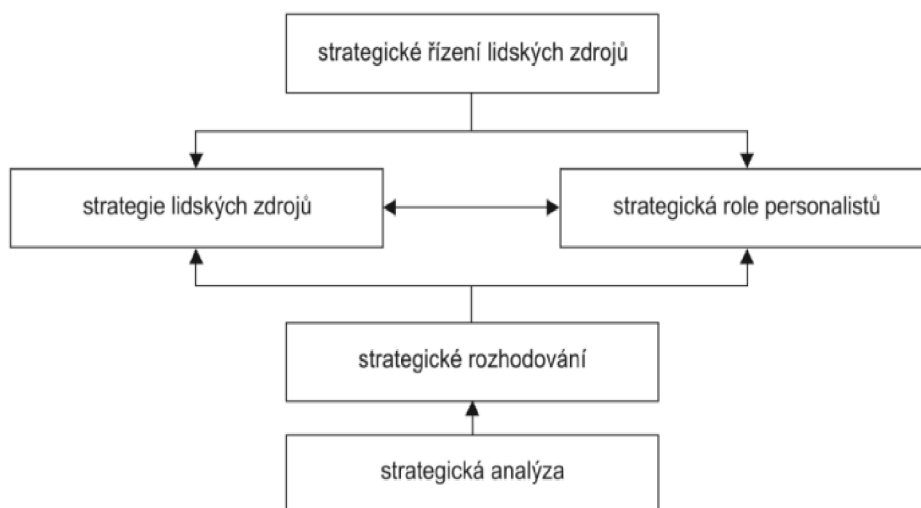 strategické řízení lidských zdrojů
strategie lidských zdrojů
strategická role personalistů
strategické rozhodování
strategická analýza